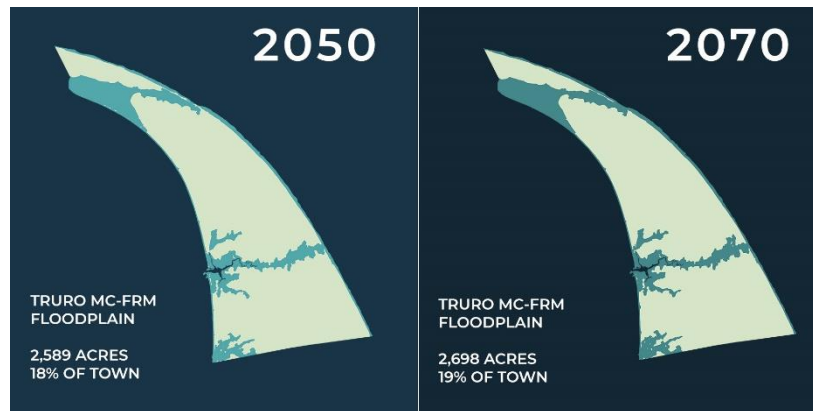 2050
TRURO MC-FRM
FLOODPLAIN
2,589 ACRES
18% OF TOWN
2070
TRURO MC-FRM
FLOODPLAIN
2,698 ACRES
19% OF TOWN